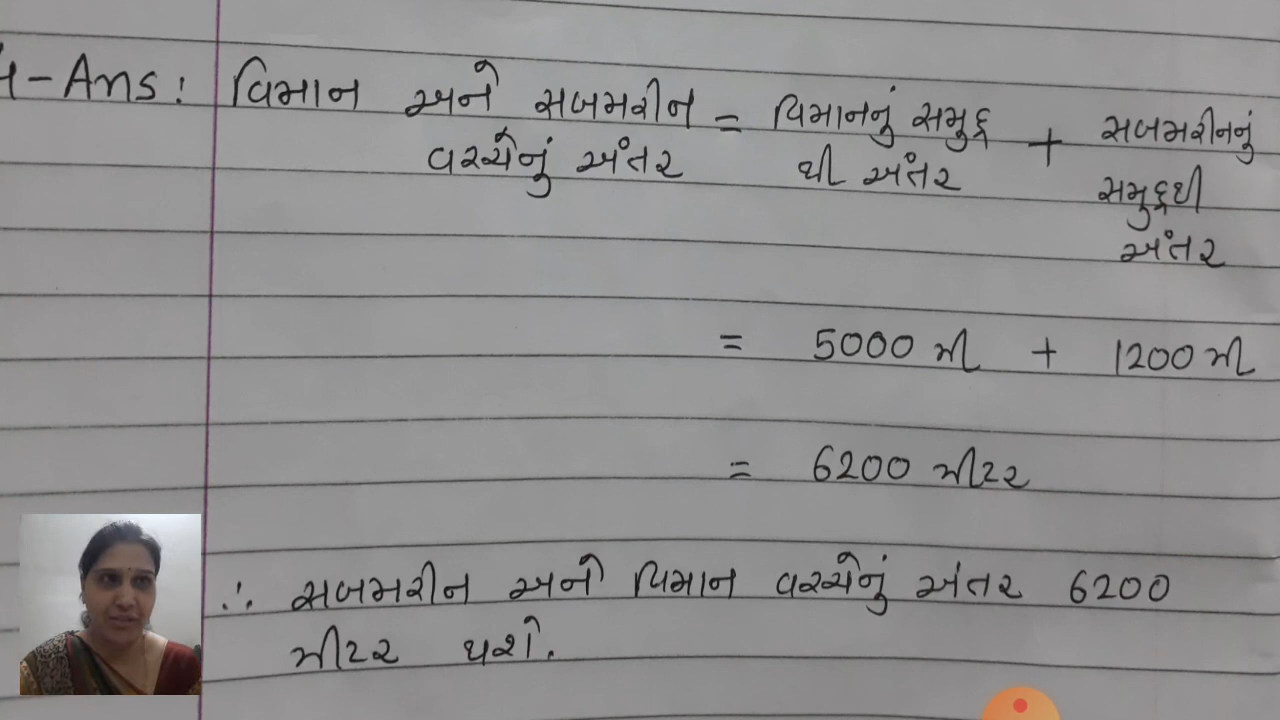 4-Ans: વિમાન અને સબમરીન વચ્ચેનું અંતર = વિમાનનું સમુદ્ર થી અંતર + સબમરીનનું સમુદ્રથી અંતર
= 5000 મી + 1200 મી
= 6200 મીટર
∴ સબમરીન અને વિમાન વચ્ચેનું અંતર 6200
મીટર થશે.